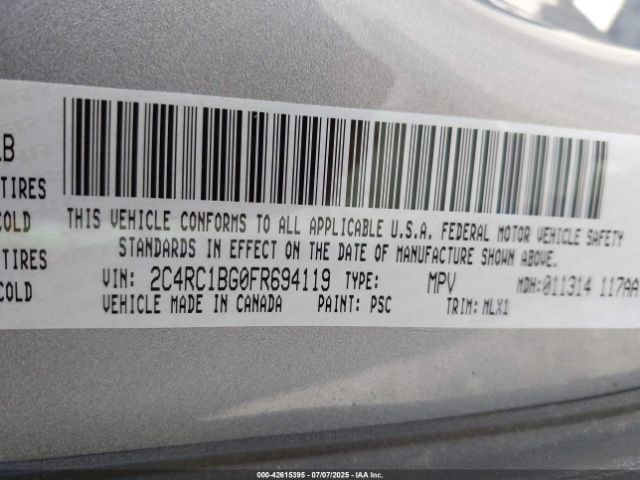 LB
TIRES
COLD
TIRES
COLD
THIS VEHICLE CONFORMS TO ALL APPLICABLE U.S.A. FEDERAL MOTOR VEHICLE SAFETY
STANDARDS IN EFFECT ON THE DATE OF MANUFACTURE SHOWN ABOVE.
VIN: 2C4RC1BG0FR694119 TYPE: MPV MDH:011314 117AA
VEHICLE MADE IN CANADA PAINT: PSC TRIM: MLX1
00-42615395 - 07/07/2025 - © IAA INC.